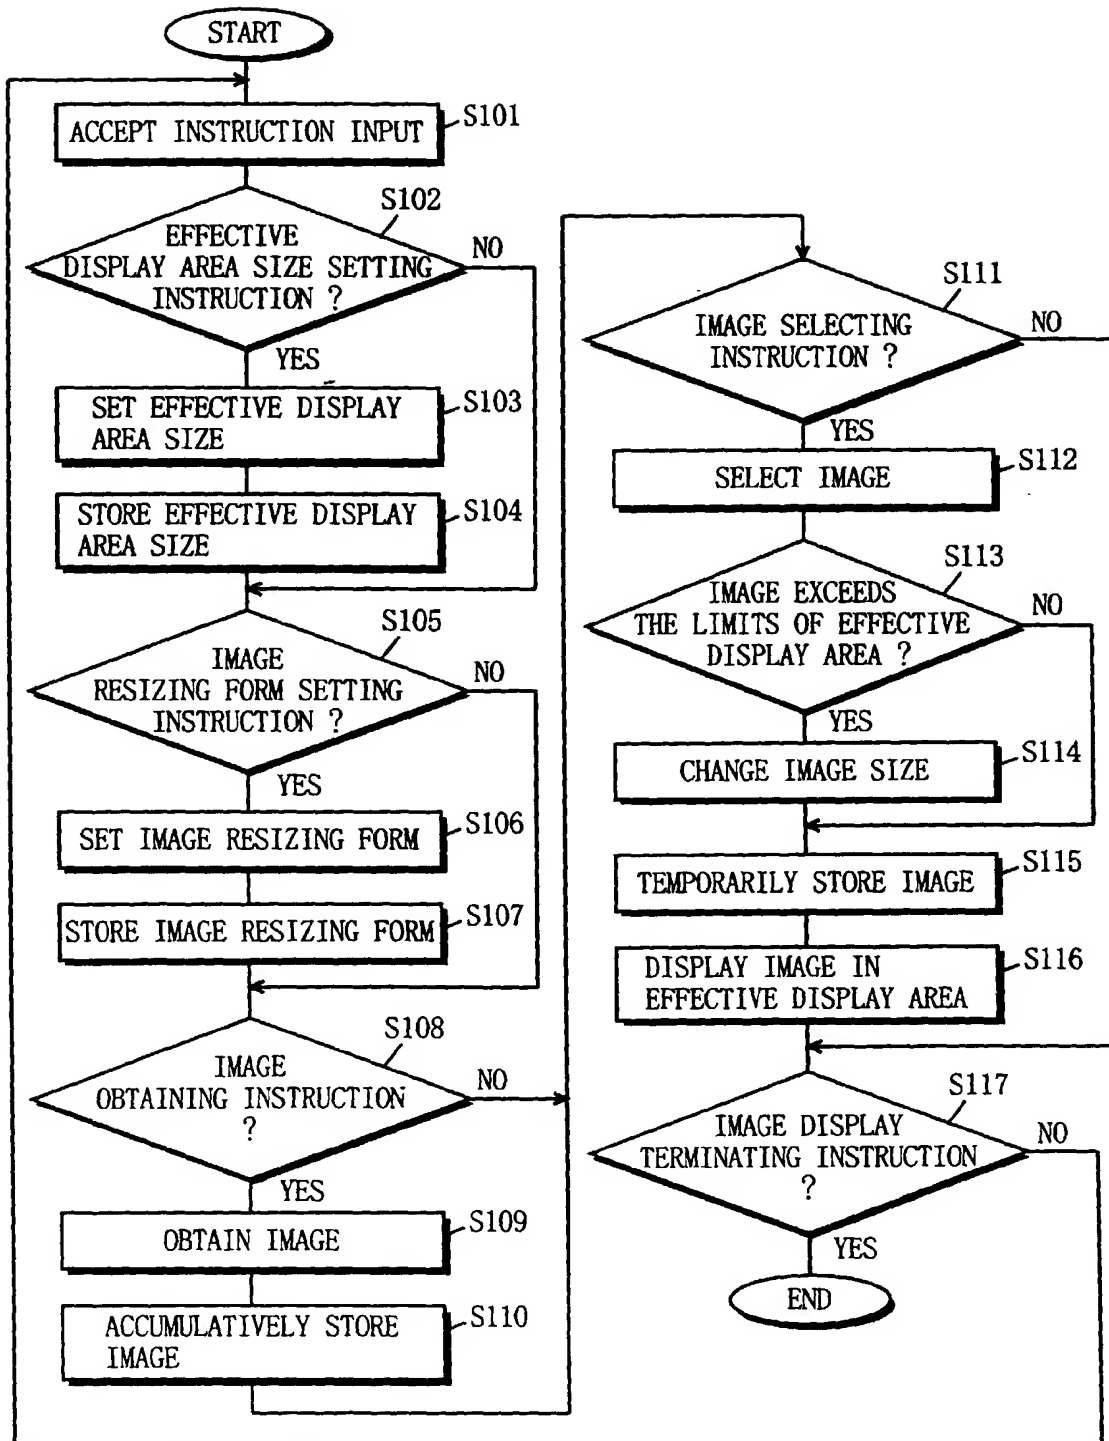 START
ACCEPT INSTRUCTION INPUT
S101
S102
EFFECTIVE
DISPLAY AREA SIZE SETTING
INSTRUCTION ?
NO
YES
SET EFFECTIVE DISPLAY
AREA SIZE
S103
STORE EFFECTIVE DISPLAY
AREA SIZE
S104
S105
IMAGE
RESIZING FORM SETTING
INSTRUCTION ?
NO
YES
SET IMAGE RESIZING FORM
S106
STORE IMAGE RESIZING FORM
S107
S108
IMAGE
OBTAINING INSTRUCTION
?
NO
YES
OBTAIN IMAGE
S109
ACCUMULATIVELY STORE
IMAGE
S110
S111
IMAGE SELECTING
INSTRUCTION ?
NO
YES
SELECT IMAGE
S112
S113
IMAGE EXCEEDS
THE LIMITS OF EFFECTIVE
DISPLAY AREA ?
NO
YES
CHANGE IMAGE SIZE
S114
TEMPORARILY STORE IMAGE
S115
DISPLAY IMAGE IN
EFFECTIVE DISPLAY AREA
S116
S117
IMAGE DISPLAY
TERMINATING INSTRUCTION
?
NO
YES
END